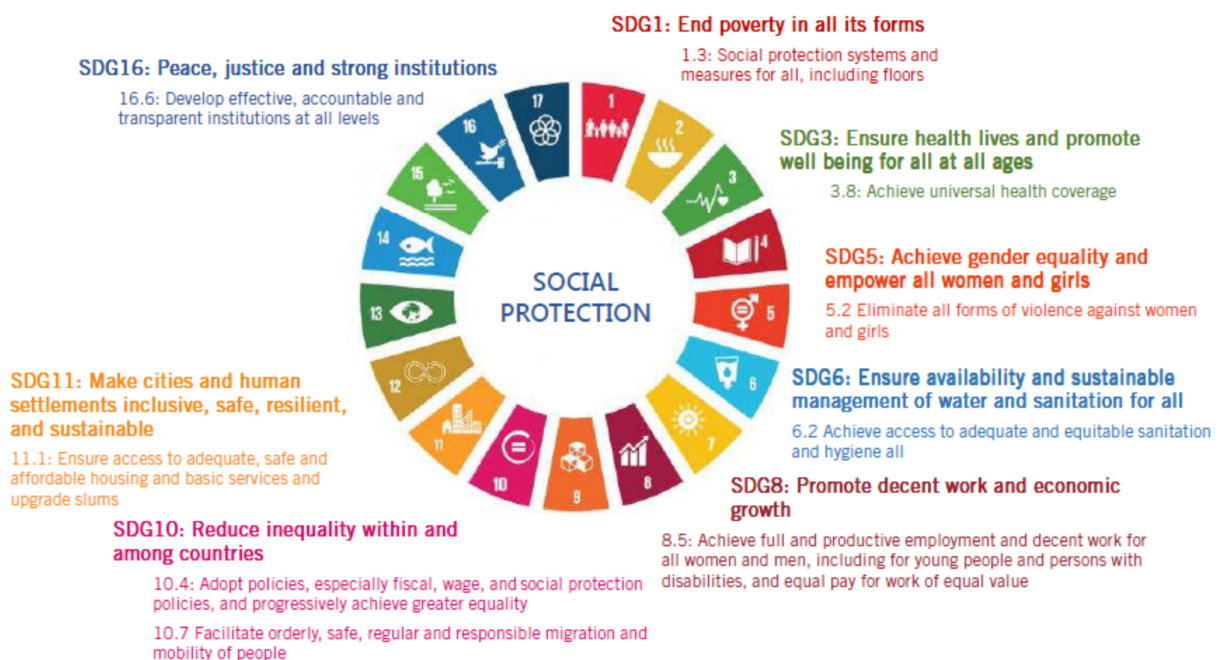 SDG1: End poverty in all its forms
1.3: Social protection systems and
measures for all, including floors
SDG16: Peace, justice and strong institutions
16.6: Develop effective, accountable and
transparent institutions at all levels
SDG3: Ensure health lives and promote
well being for all at all ages
3.8: Achieve universal health coverage
SDG5: Achieve gender equality and
empower all women and girls
5.2 Eliminate all forms of violence against women
and girls
SDG6: Ensure availability and sustainable
management of water and sanitation for all
6.2 Achieve access to adequate and equitable sanitation
and hygiene all
SDG8: Promote decent work and economic
growth
8.5: Achieve full and productive employment and decent work for
all women and men, including for young people and persons with
disabilities, and equal pay for work of equal value
SDG11: Make cities and human
settlements inclusive, safe, resilient,
and sustainable
11.1: Ensure access to adequate, safe and
affordable housing and basic services and
upgrade slums
SDG10: Reduce inequality within and
among countries
10.4: Adopt policies, especially fiscal, wage, and social protection
policies, and progressively achieve greater equality
10.7 Facilitate orderly, safe, regular and responsible migration and
mobility of people
SOCIAL
PROTECTION
1
2
3
4
5
6
7
8
9
10
11
12
13
14
15
16
17